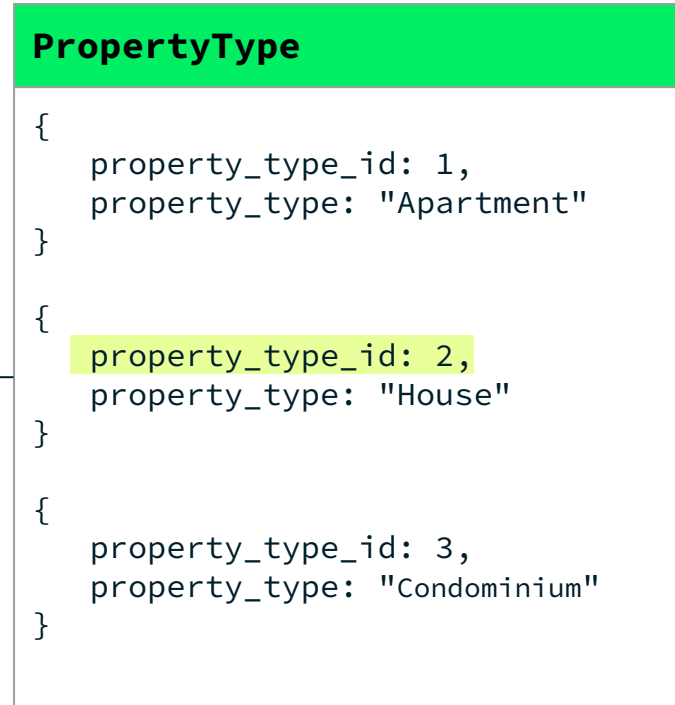 PropertyType
{
property_type_id: 1,
property_type: "Apartment"
}
{
property_type_id: 2,
property_type: "House"
}
{
property_type_id: 3,
property_type: "Condominium"
}